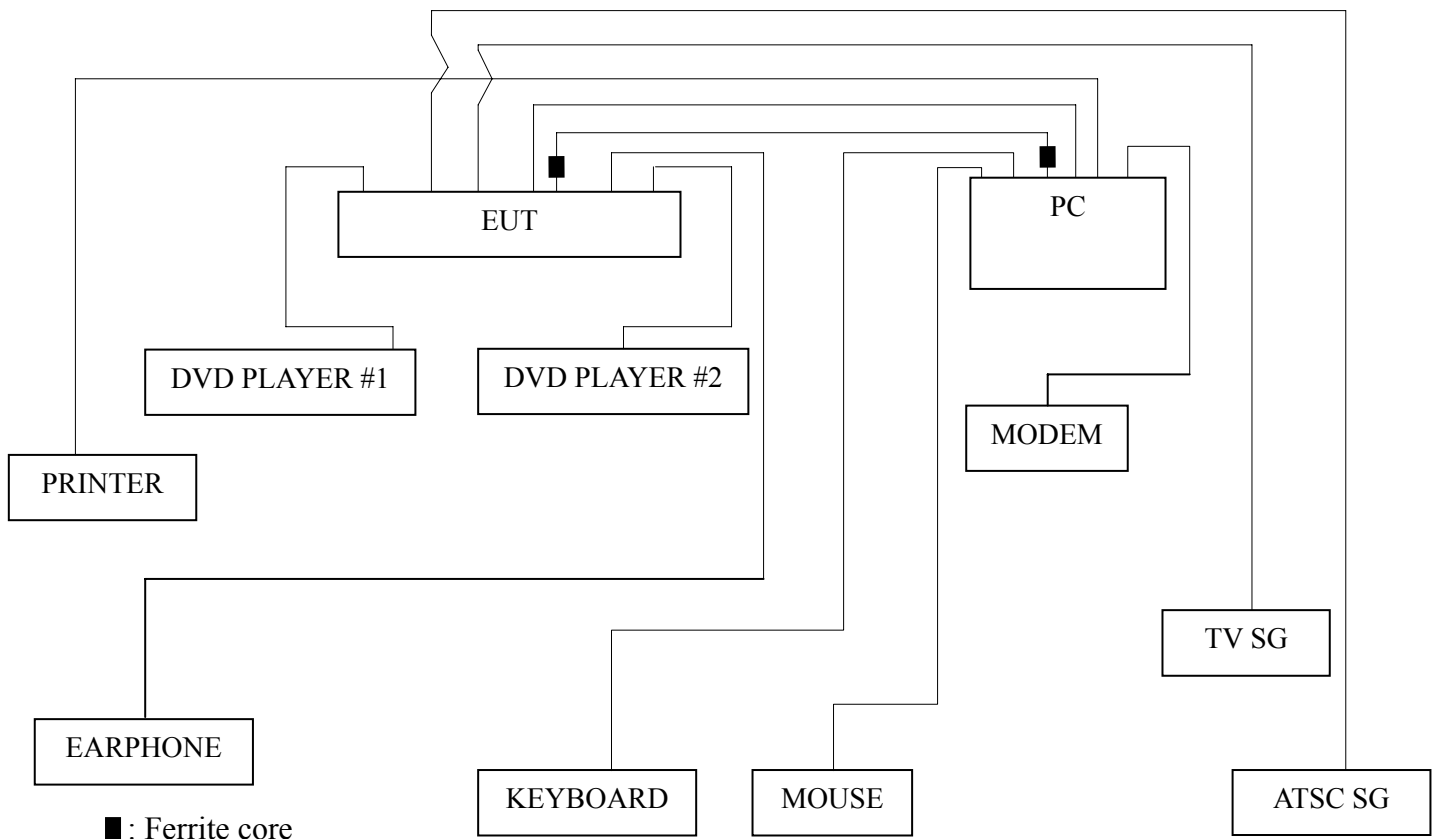 EUT
PC
DVD PLAYER #1
DVD PLAYER #2
MODEM
PRINTER
TV SG
EARPHONE
KEYBOARD
MOUSE
ATSC SG
: Ferrite core